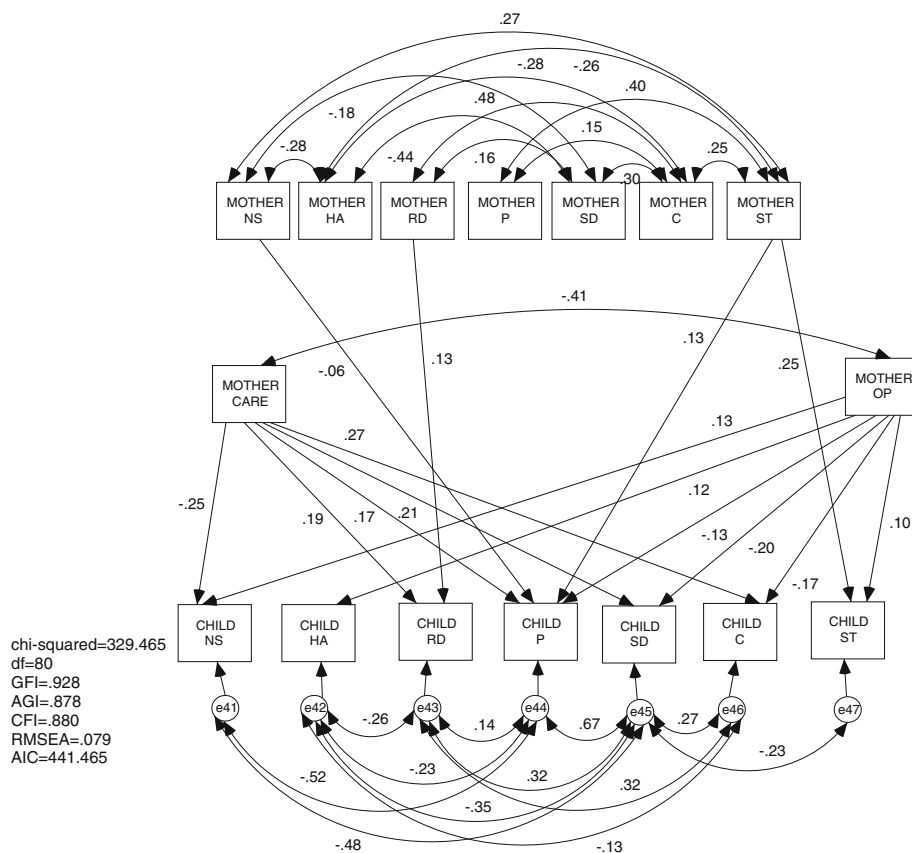 .27
-.28
-.26
-.18
.48
.40
-.28
-.44
.16
.15
.30
.25
MOTHER
NS
MOTHER
HA
MOTHER
RD
MOTHER
P
MOTHER
SD
MOTHER
C
MOTHER
ST
-.41
-.06
.13
.13
.25
MOTHER
CARE
MOTHER
OP
.27
.13
-.25
.19
.17
.21
.12
-.13
-.20
.10
-.17
CHILD
NS
CHILD
HA
CHILD
RD
CHILD
P
CHILD
SD
CHILD
C
CHILD
ST
chi-squared=329.465
df=80
GFI=.928
AGI=.878
CFI=.880
RMSEA=.079
AIC=441.465
e41
e42
e43
e44
e45
e46
e47
-.26
.14
.67
.27
-.23
-.52
-.23
.32
.32
-.35
-.48
-.13